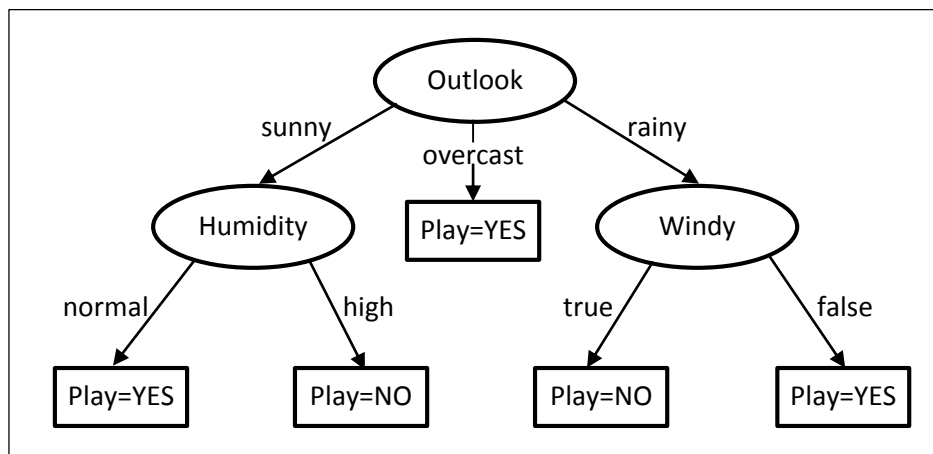 Outlook
sunny
overcast
rainy
Humidity
Play=YES
Windy
normal
high
true
false
Play=YES
Play=NO
Play=NO
Play=YES